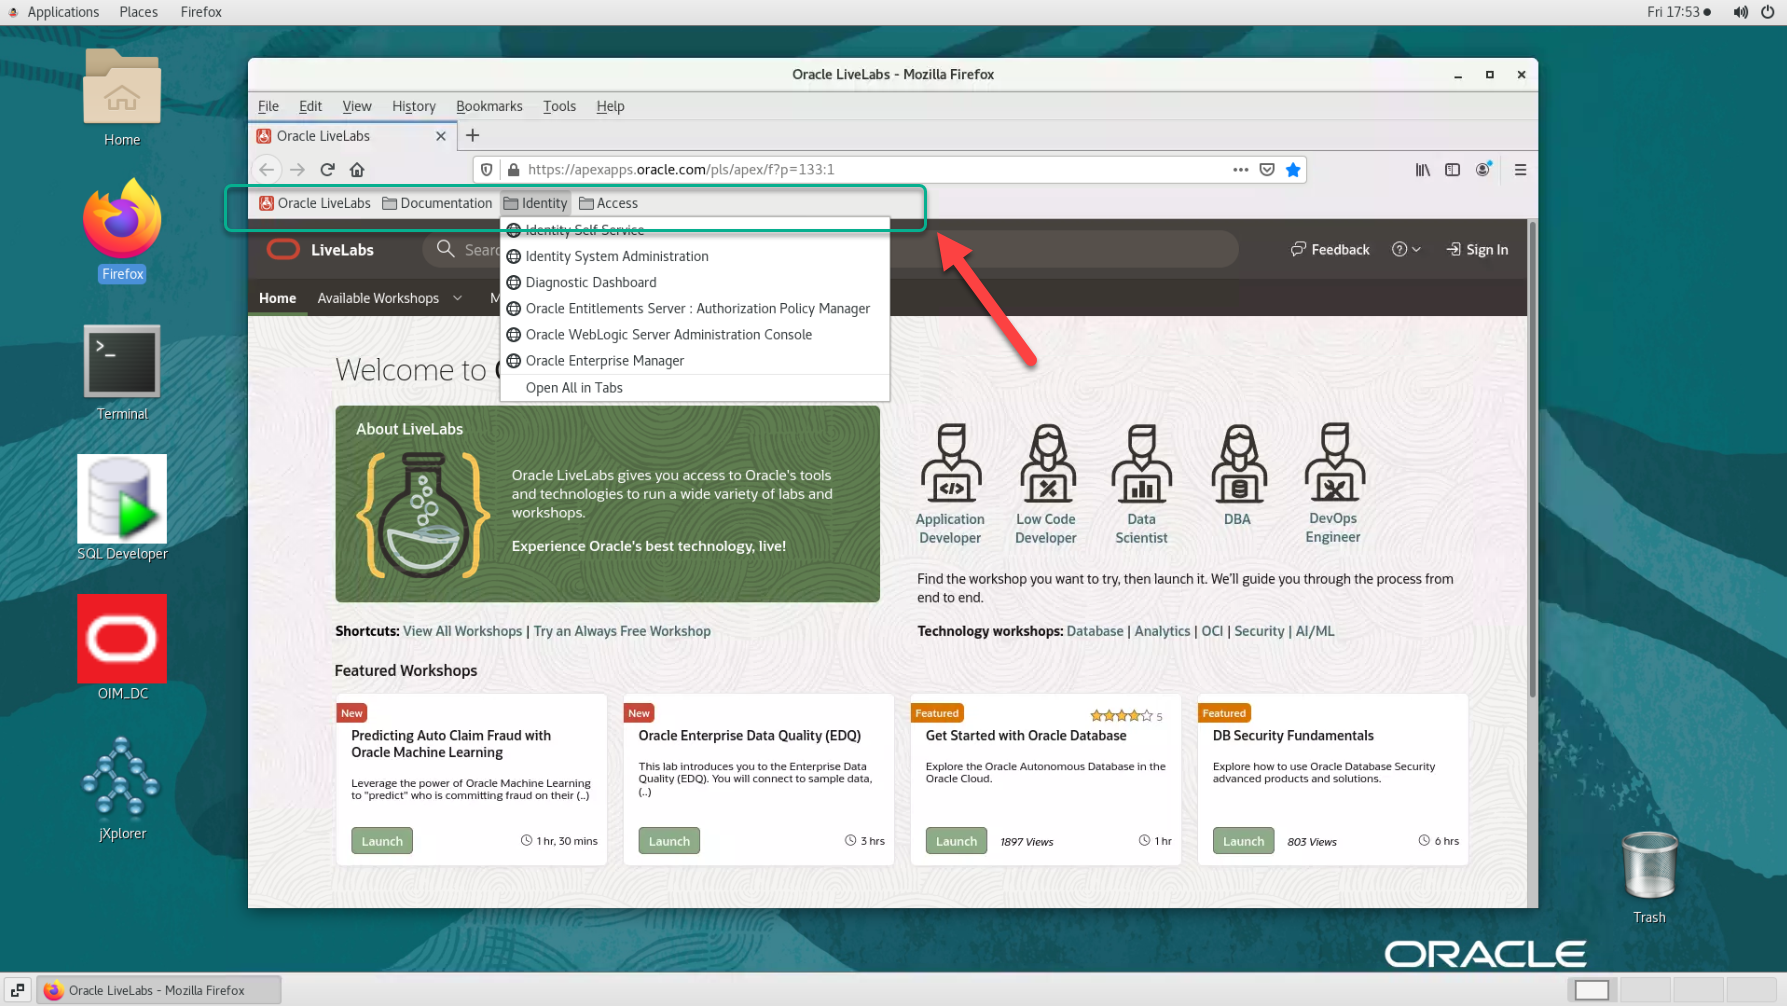 Applications Places Firefox Fri 17:53
Home
Firefox
Terminal
SQL Developer
OIM_DC
jXplorer
Oracle LiveLabs - Mozilla Firefox
File Edit View History Bookmarks Tools Help
Oracle LiveLabs
https://apexapps.oracle.com/pls/apex/f?p=133:1
Oracle LiveLabs Documentation Identity Access
Identity Self Service
Identity System Administration
Diagnostic Dashboard
Oracle Entitlements Server : Authorization Policy Manager
Oracle WebLogic Server Administration Console
Oracle Enterprise Manager
Open All in Tabs
LiveLabs Feedback Sign In
Home Available Workshops
Welcome to
About LiveLabs
Oracle LiveLabs gives you access to Oracle's tools
and technologies to run a wide variety of labs and
workshops.
Experience Oracle's best technology, live!
Application
Developer
Low Code
Developer
Data
Scientist
DBA
DevOps
Engineer
Find the workshop you want to try, then launch it. We'll guide you through the process from
end to end.
Shortcuts: View All Workshops | Try an Always Free Workshop
Technology workshops: Database | Analytics | OCI | Security | AI/ML
Featured Workshops
New
Predicting Auto Claim Fraud with
Oracle Machine Learning
Leverage the power of Oracle Machine Learning
to "predict" who is committing fraud on their (..)
Launch 1 hr, 30 mins
New
Oracle Enterprise Data Quality (EDQ)
This lab introduces you to the Enterprise Data
Quality (EDQ). You will connect to sample data,
(..)
Launch 3 hrs
Featured 5
Get Started with Oracle Database
Explore the Oracle Autonomous Database in the
Oracle Cloud.
Launch 1897 Views 1 hr
Featured
DB Security Fundamentals
Explore how to use Oracle Database Security
advanced products and solutions.
Launch 803 Views 6 hrs
Trash
ORACLE
Oracle LiveLabs - Mozilla Firefox